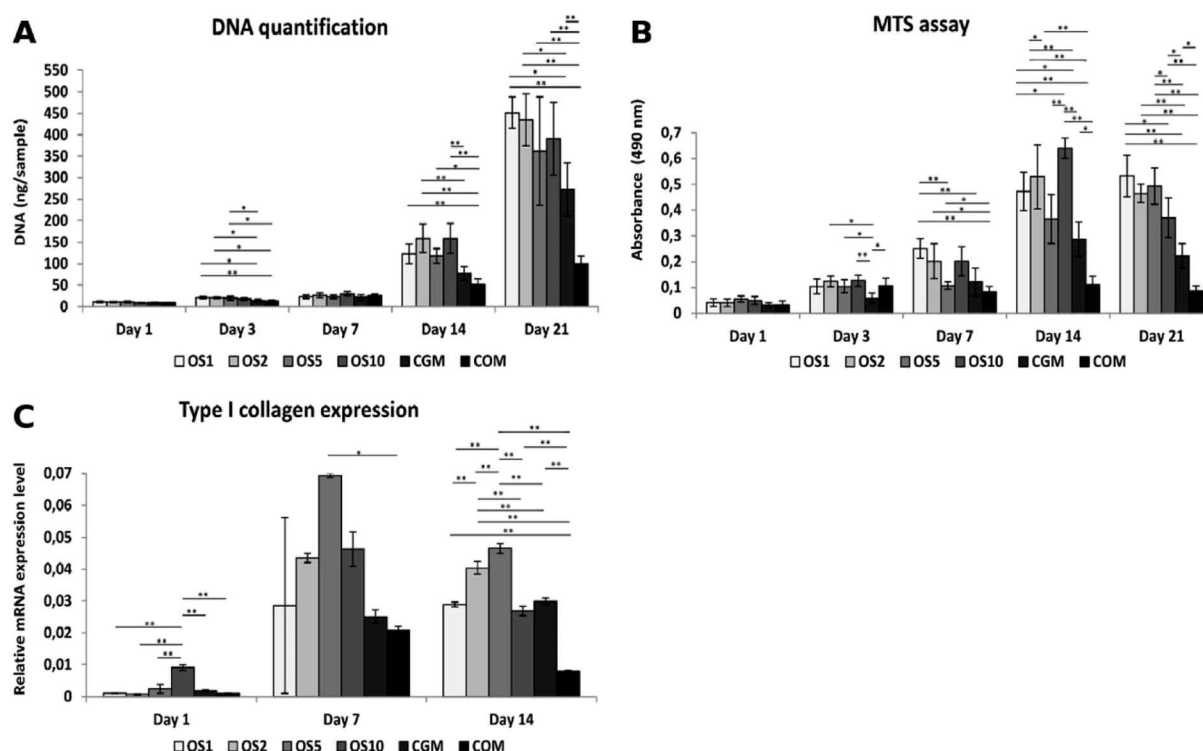 A
DNA quantification
DNA (ng/sample)
550
500
450
400
350
300
250
200
150
100
50
0
Day 1
Day 3
Day 7
Day 14
Day 21
OS1
OS2
OS5
OS10
CGM
COM
B
MTS assay
Absorbance (490 nm)
0,7
0,6
0,5
0,4
0,3
0,2
0,1
0
Day 1
Day 3
Day 7
Day 14
Day 21
OS1
OS2
OS5
OS10
CGM
COM
C
Type I collagen expression
Relative mRNA expression level
0,07
0,06
0,05
0,04
0,03
0,02
0,01
0
Day 1
Day 7
Day 14
OS1
OS2
OS5
OS10
CGM
COM